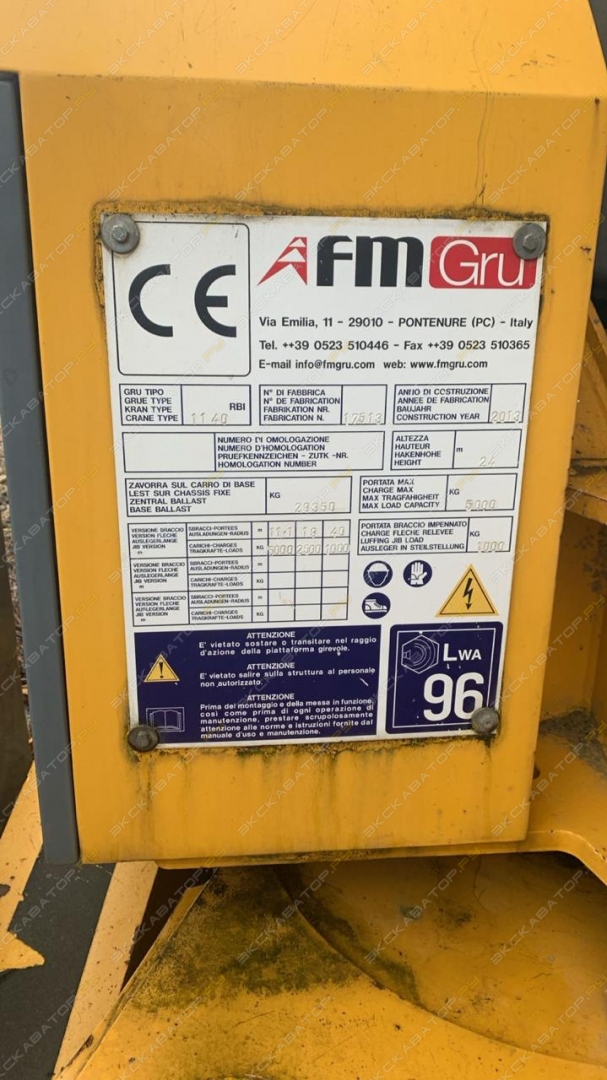 CE
FM Gru
Via Emilia, 11 - 29010 - PONTENURE (PC) - Italy
Tel. ++39 0523 510446 - Fax ++39 0523 510365
E-mail info@fmgru.com web: www.fmgru.com
GRU TIPO
GRUE TYPE
KRAN TYPE
CRANE TYPE
RBI
1140
N° DI FABBRICA
N° DE FABRICATION
FABRIKATION NR.
FABRICATION N.
17513
ANNO DI COSTRUZIONE
ANNEE DE FABRICATION
BAUJAHR
CONSTRUCTION YEAR
2013
NUMERO DI OMOLOGAZIONE
NUMERO D'HOMOLOGATION
PRUEFKENNZEICHEN - ZUTK -NR.
HOMOLOGATION NUMBER
ALTEZZA
HAUTEUR
HAKENHOHE
HEIGHT
m
24
ZAVORRA SUL CARRO DI BASE
LEST SUR CHASSIS FIXE
ZENTRAL BALLAST
BASE BALLAST
KG
29350
PORTATA MAX
CHARGE MAX
MAX TRAGFÄHIGHEIT
MAX LOAD CAPACITY
KG
5000
VERSIONE BRACCIO
VERSION FLECHE
AUSLEGERLANGE
JIB VERSION
m
SBRACCI-PORTEES
AUSLADUNGEN-RADIUS
m
11.1 19 40
CARICHI-CHARGES
TRAGKRAFTE-LOADS
KG
5000 2500 1000
VERSIONE BRACCIO
VERSION FLECHE
AUSLEGERLANGE
JIB VERSION
m
SBRACCI-PORTEES
AUSLADUNGEN-RADIUS
m
CARICHI-CHARGES
TRAGKRAFTE-LOADS
KG
VERSIONE BRACCIO
VERSION FLECHE
AUSLEGERLANGE
JIB VERSION
m
SBRACCI-PORTEES
AUSLADUNGEN-RADIUS
m
CARICHI-CHARGES
TRAGKRAFTE-LOADS
KG
PORTATA BRACCIO IMPENNATO
CHARGE FLECHE RELEVEE
LUFFING JIB LOAD
AUSLEGER IN STEILSTELLUNG
KG
1000
ATTENZIONE
E' vietato sostare o transitare nel raggio
d'azione della piattaforma girevole.
ATTENZIONE
E' vietato salire sulla struttura al personale
non autorizzato.
ATTENZIONE
Prima del montaggio e della messa in funzione,
così come prima di ogni operazione di
manutenzione, prestare scrupolosamente
attenzione alle norme e istruzioni fornite dal
manuale d'uso e manutenzione.
LWA
96
ЭКСКАВАТОР.РУ